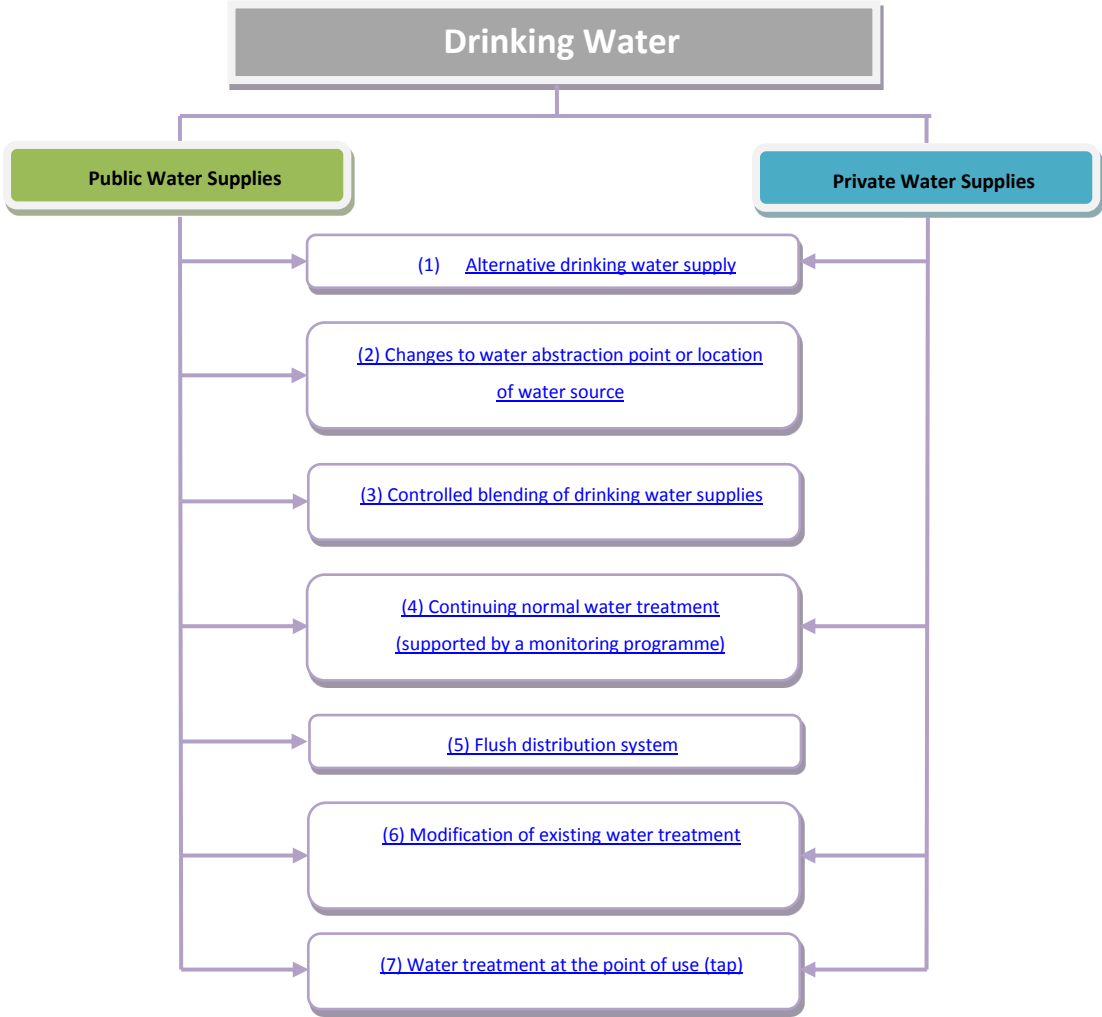 Drinking Water
Public Water Supplies
Private Water Supplies
(1) Alternative drinking water supply
(2) Changes to water abstraction point or location
of water source
(3) Controlled blending of drinking water supplies
(4) Continuing normal water treatment
(supported by a monitoring programme)
(5) Flush distribution system
(6) Modification of existing water treatment
(7) Water treatment at the point of use (tap)